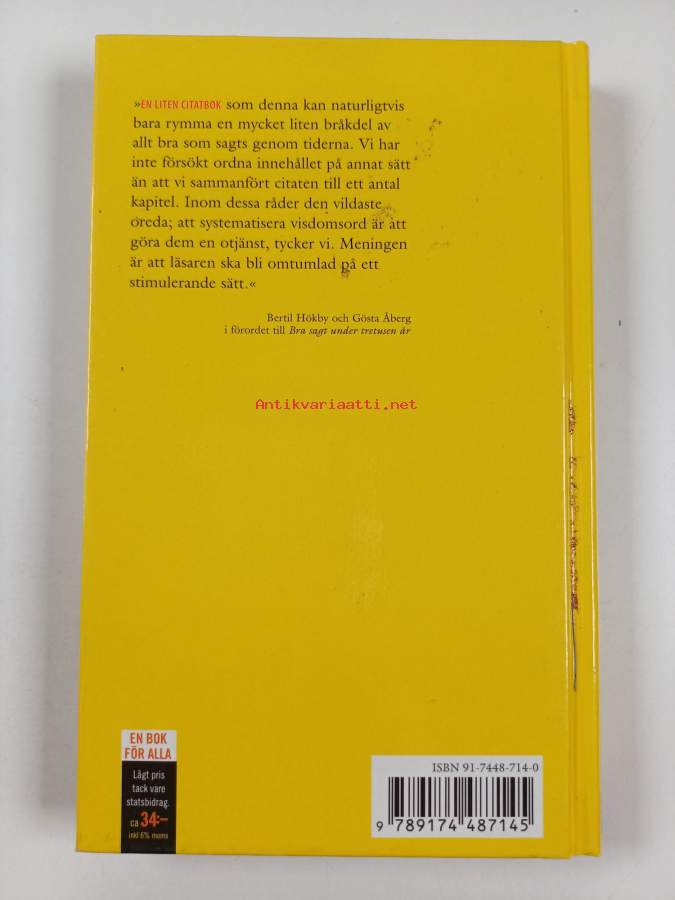 »EN LITEN CITATBOK som denna kan naturligtvis
bara rymma en mycket liten bråkdel av
allt bra som sagts genom tiderna. Vi har
inte försökt ordna innehållet på annat sätt
än att vi sammanfört citaten till ett antal
kapitel. Inom dessa råder den vildaste
oreda; att systematisera visdomsord är att
göra dem en otjänst, tycker vi. Meningen
är att läsaren ska bli omtumlad på ett
stimulerande sätt.«
Bertil Hökby och Gösta Åberg
i förordet till Bra sagt under tretusen år
Antikvariaatti.net
EN BOK
FÖR ALLA
Lågt pris
tack vare
statsbidrag.
ca 34:–
inkl 6% moms
ISBN 91-7448-714-0
9 789174 487145